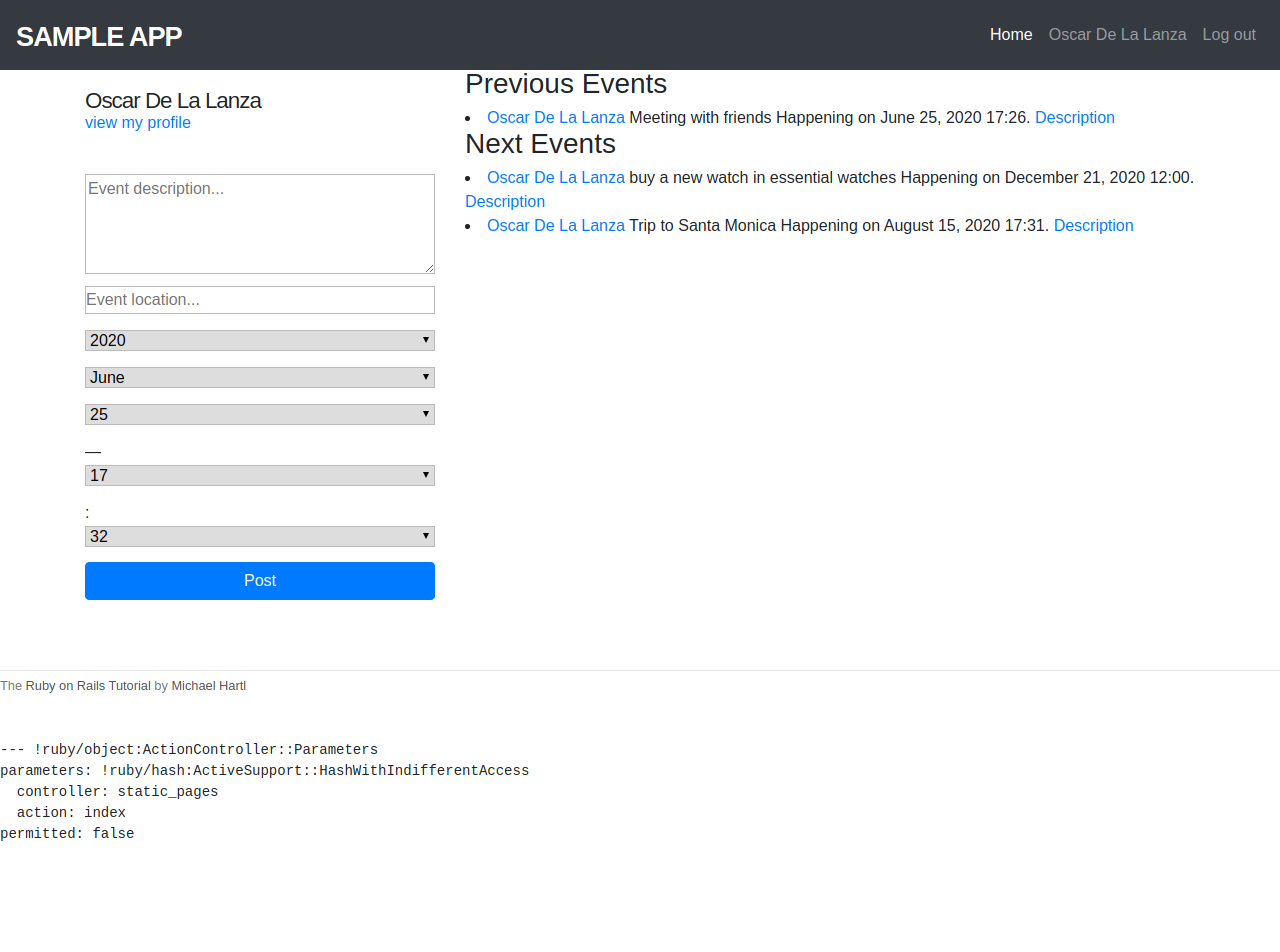 SAMPLE APP
Home Oscar De La Lanza Log out
Oscar De La Lanza
view my profile
Event description...
Event location...
2020
June
25
—
17
:
32
Post
Previous Events
• Oscar De La Lanza Meeting with friends Happening on June 25, 2020 17:26. Description
Next Events
• Oscar De La Lanza buy a new watch in essential watches Happening on December 21, 2020 12:00.
Description
• Oscar De La Lanza Trip to Santa Monica Happening on August 15, 2020 17:31. Description
The Ruby on Rails Tutorial by Michael Hartl
--- !ruby/object:ActionController::Parameters
parameters: !ruby/hash:ActiveSupport::HashWithIndifferentAccess
  controller: static_pages
  action: index
permitted: false